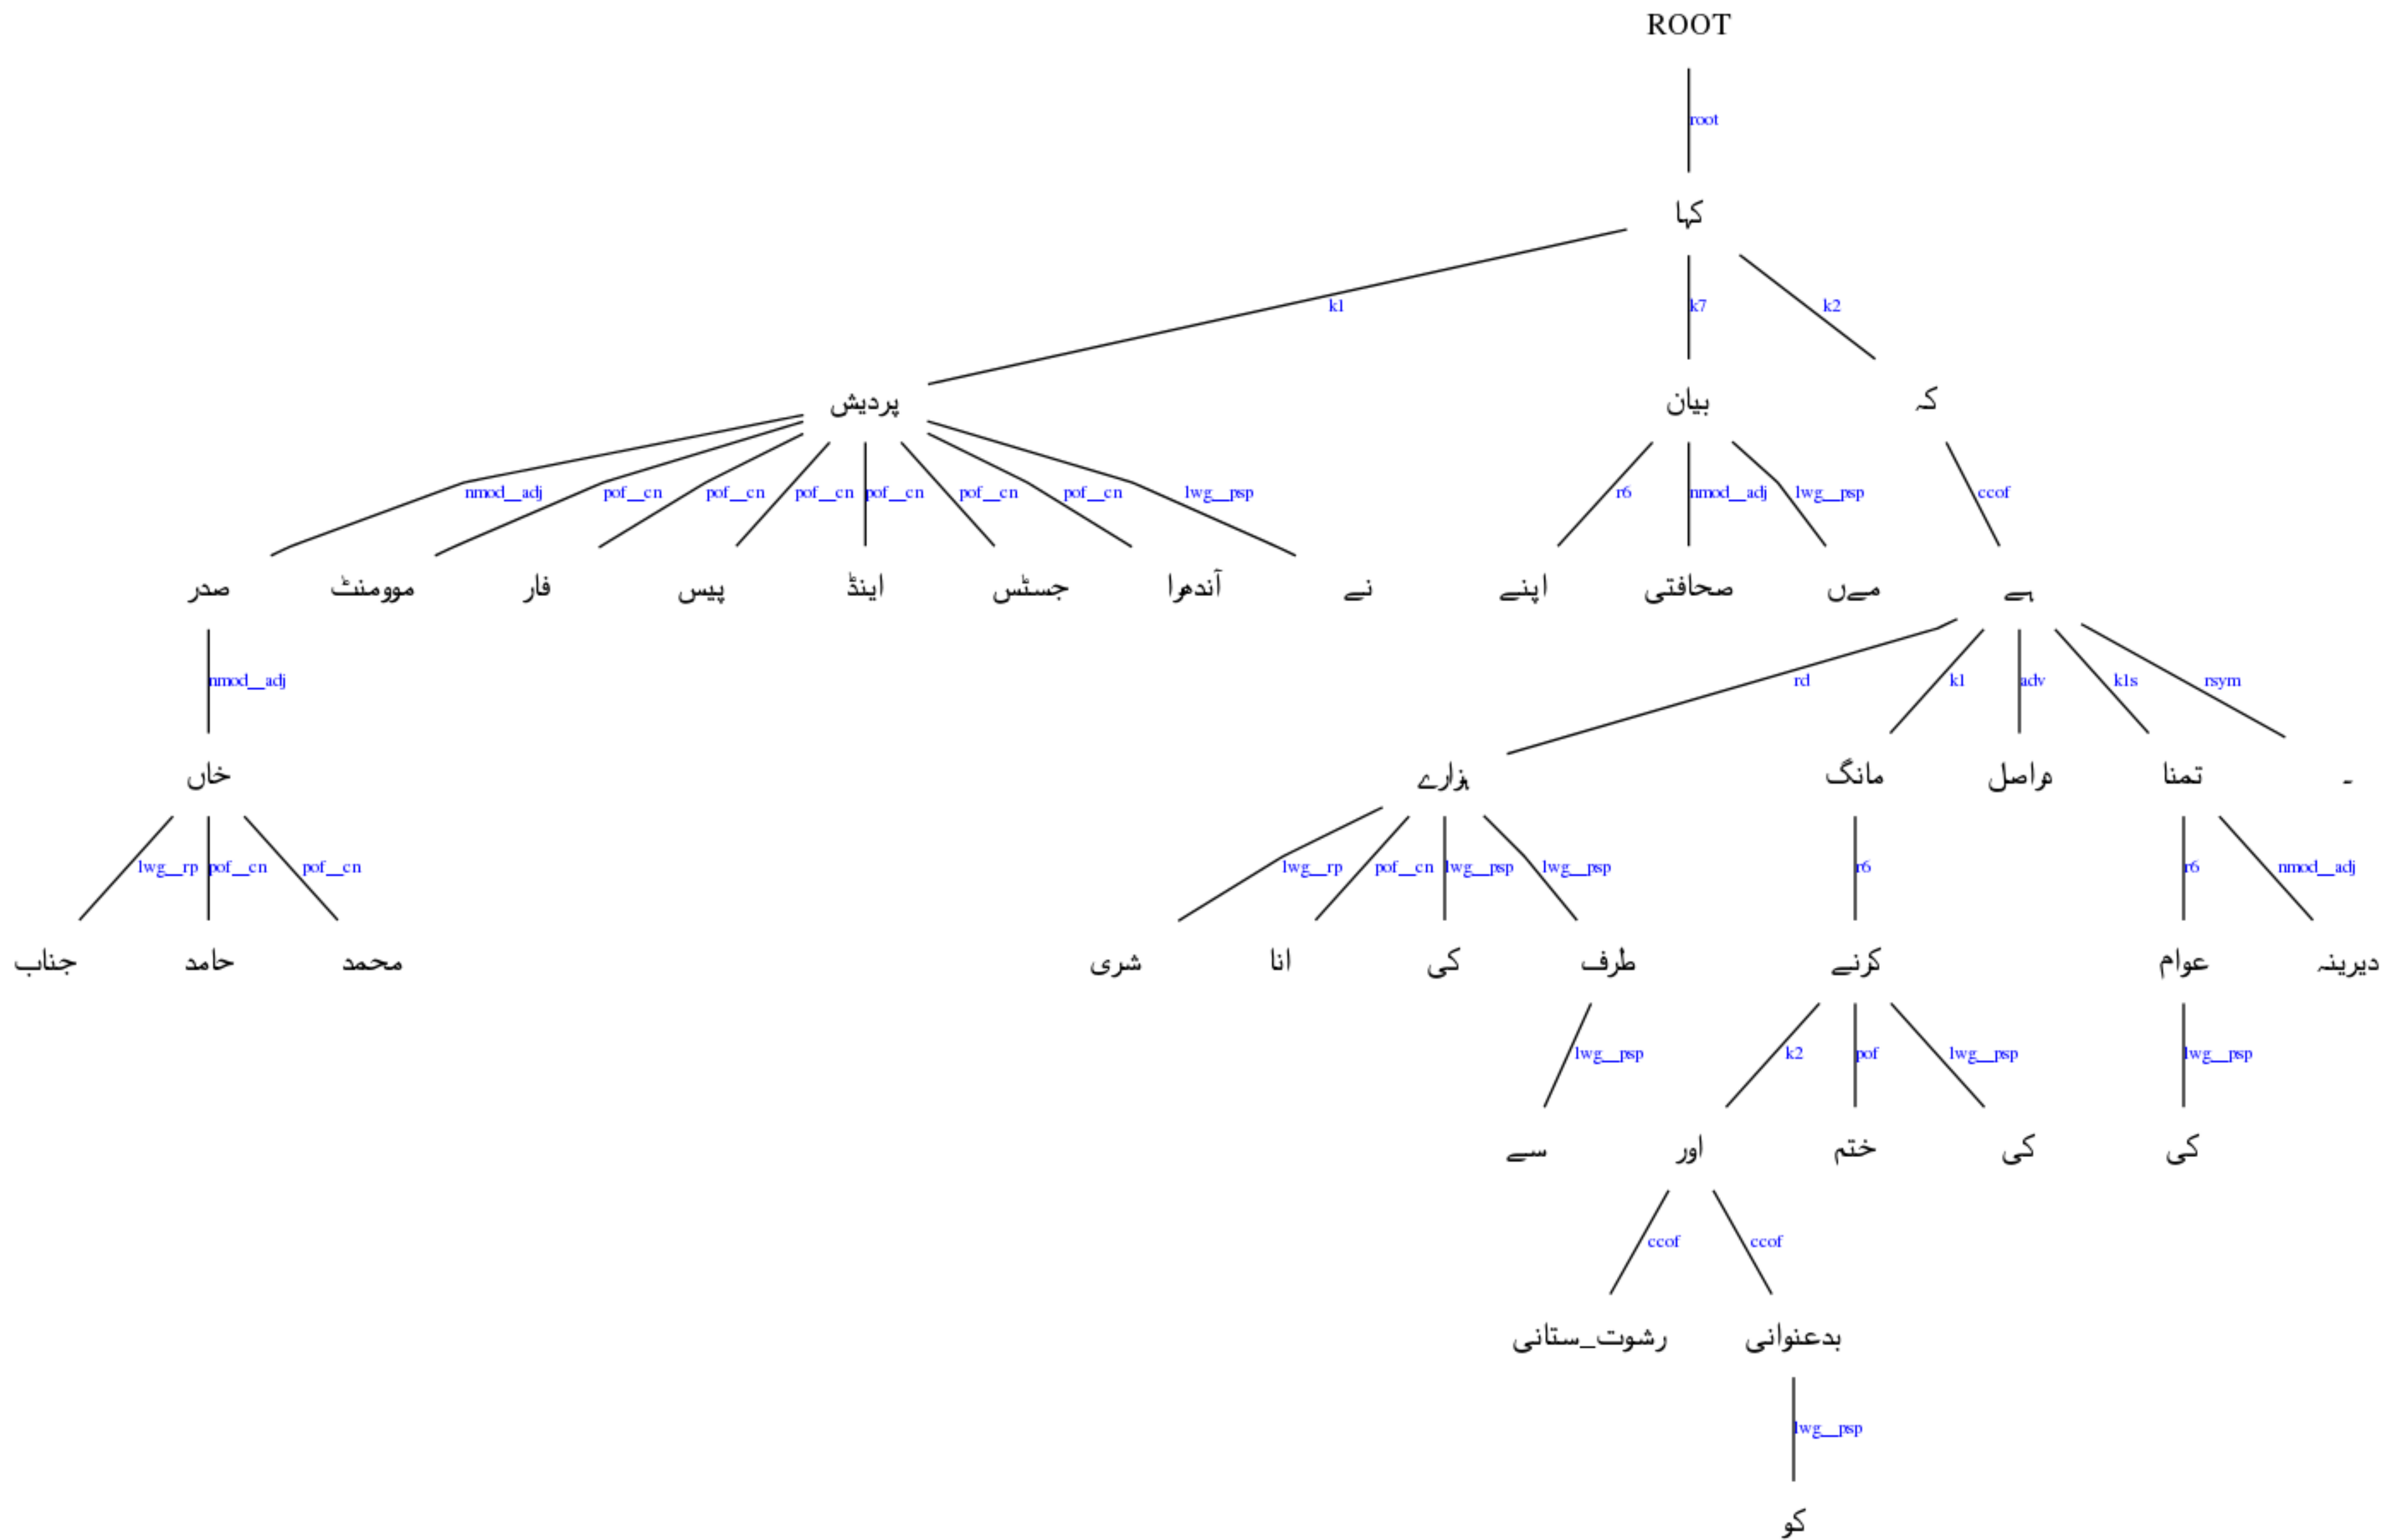 ROOT
root
کہا
k1 k7 k2
پردیش بیان کہ
nmod__adj pof__cn pof__cn pof__cn pof__cn pof__cn pof__cn lwg__psp r6 nmod__adj lwg__psp ccof
صدر موومنٹ فار پیس اینڈ جسٹس آندھرا نے اپنے صحافتی مےں ہے
nmod__adj rd k1 adv k1s rsym
خاں ہزارے مانگ دراصل تمنا ۔
lwg__rp pof__cn pof__cn lwg__rp pof__cn lwg__psp lwg__psp r6 r6 nmod__adj
جناب حامد محمد شری انا کی طرف کرنے عوام دیرینہ
lwg__psp k2 pof lwg__psp lwg__psp
سے اور ختم کی کی
ccof ccof
رشوت_ستانی بدعنوانی
lwg__psp
کو